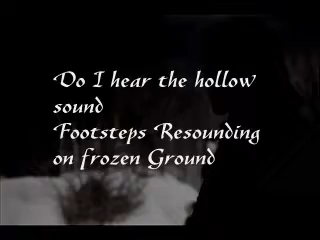 Do I hear the hollow
sound
Footsteps Resounding
on frozen Ground